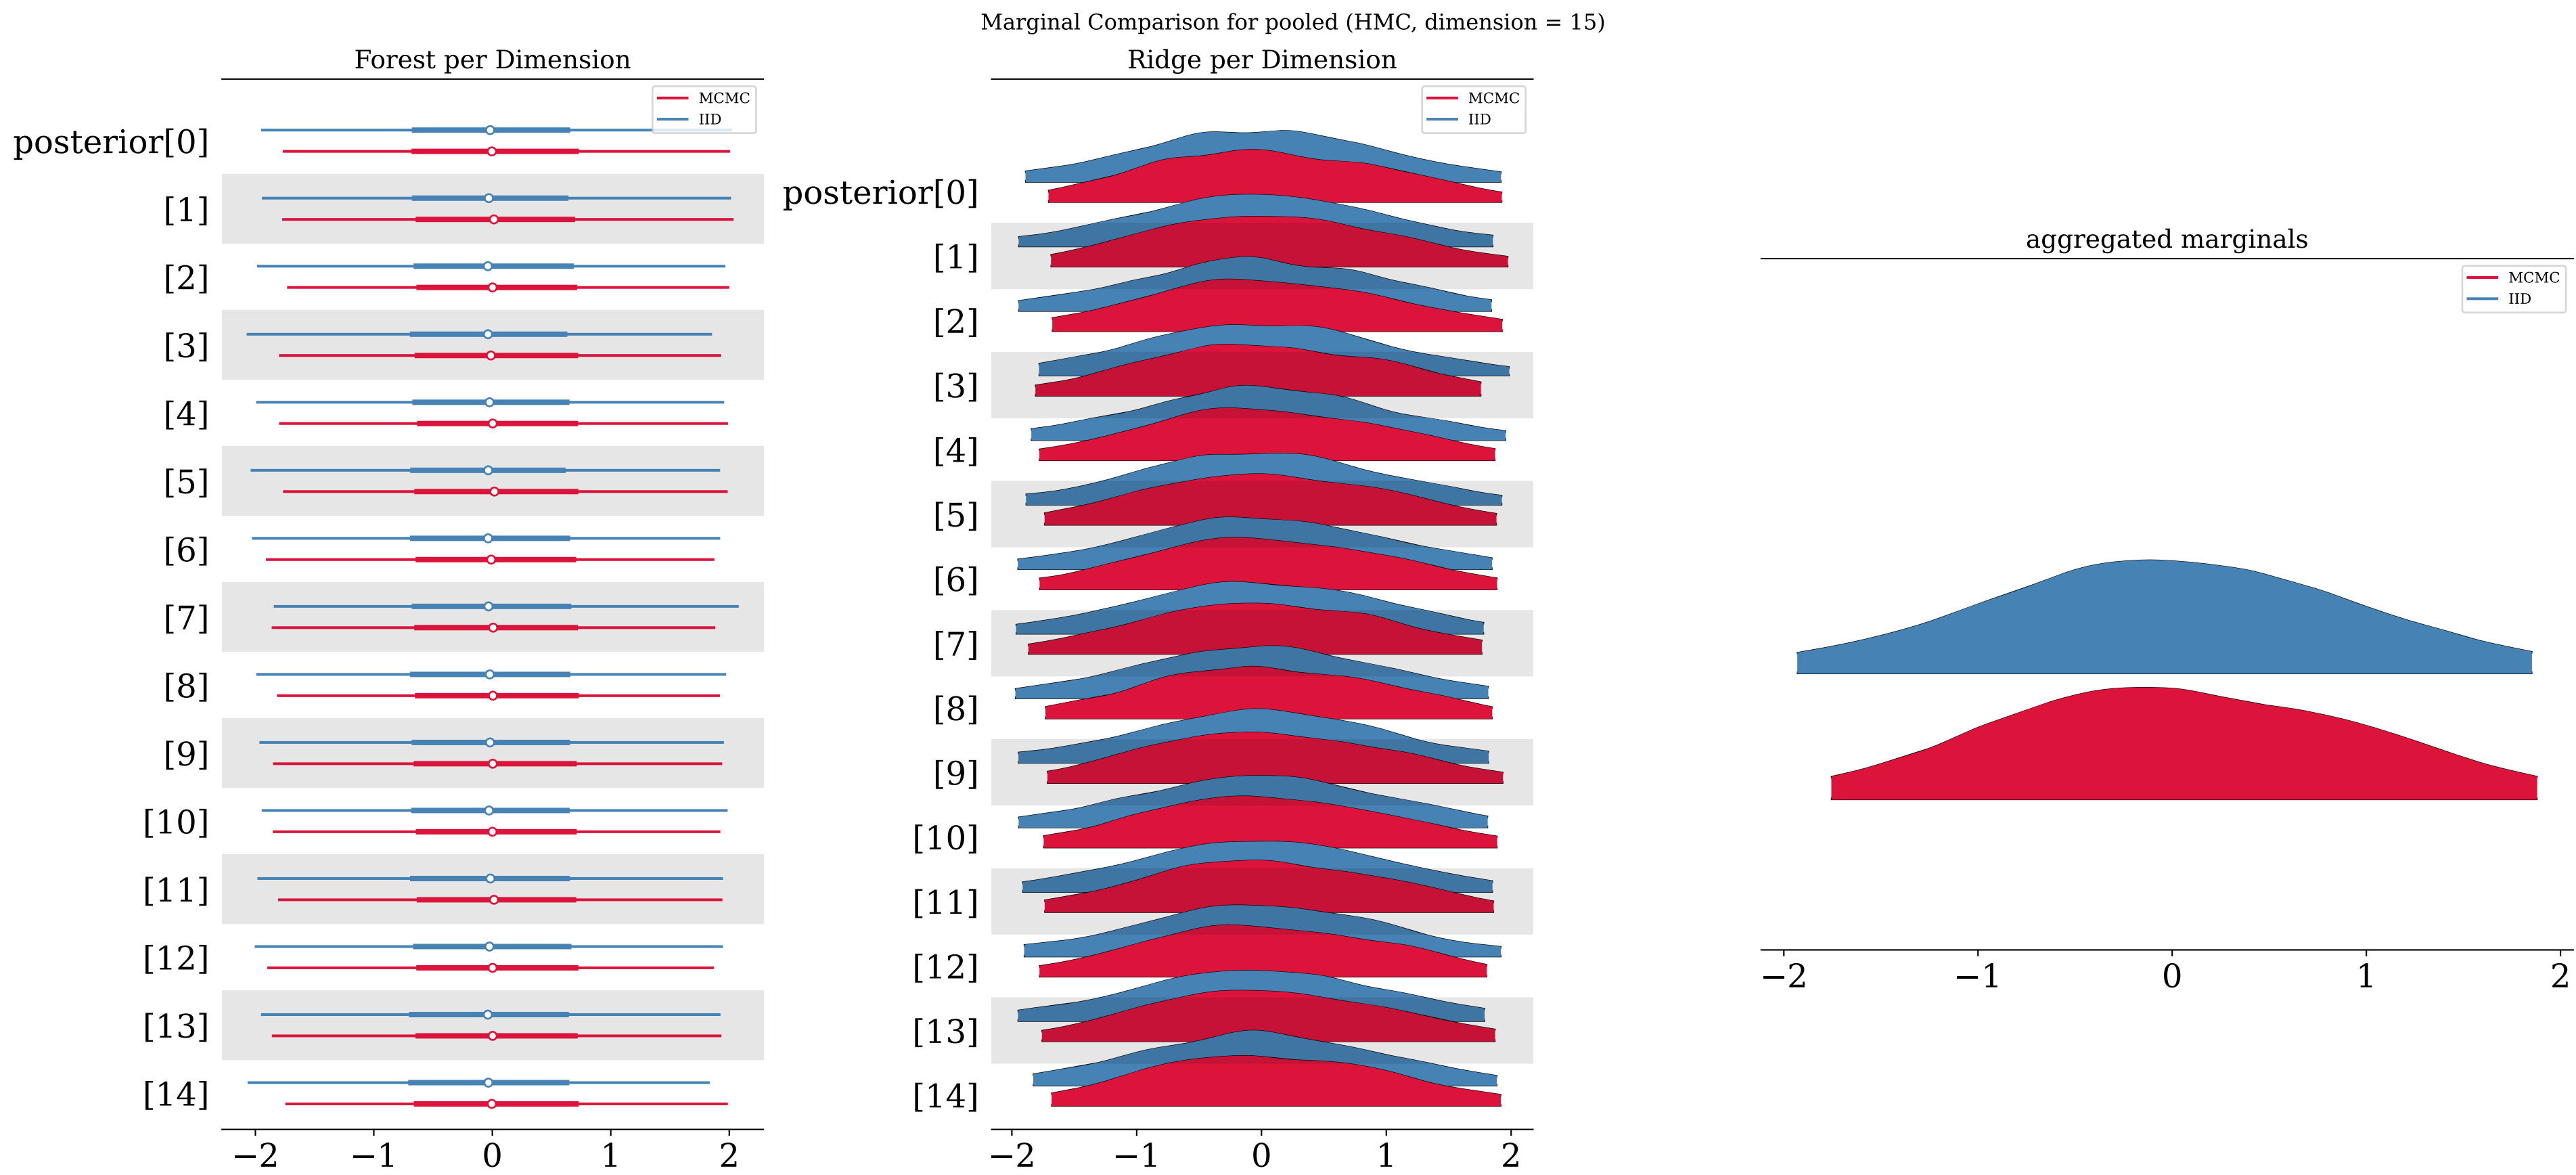 Marginal Comparison for pooled (HMC, dimension = 15)
Forest per Dimension
MCMC
IID
posterior[0]
[1]
[2]
[3]
[4]
[5]
[6]
[7]
[8]
[9]
[10]
[11]
[12]
[13]
[14]
−2 −1 0 1 2
Ridge per Dimension
MCMC
IID
posterior[0]
[1]
[2]
[3]
[4]
[5]
[6]
[7]
[8]
[9]
[10]
[11]
[12]
[13]
[14]
−2 −1 0 1 2
aggregated marginals
MCMC
IID
−2 −1 0 1 2